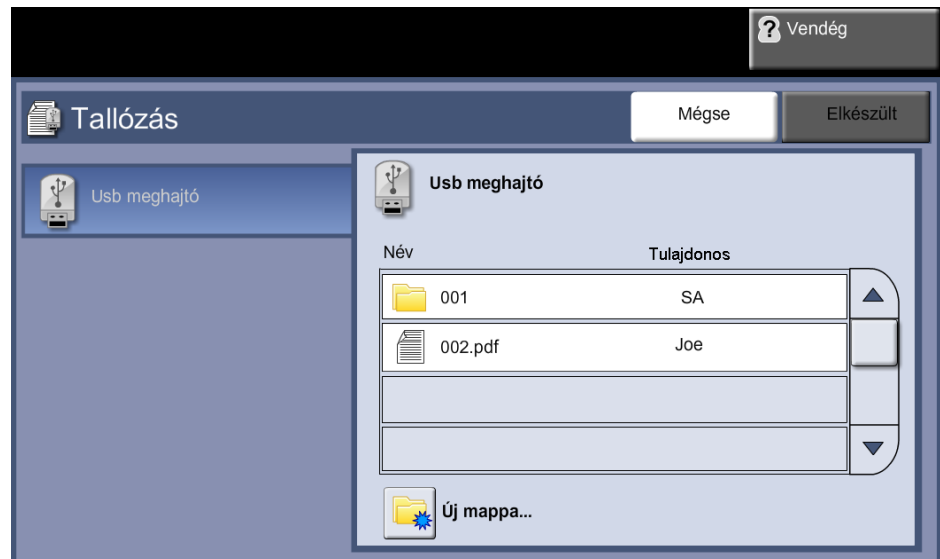 Vendég
Tallózás
Mégse
Elkészült
Usb meghajtó
Usb meghajtó
Név Tulajdonos
001 SA
002.pdf Joe
Új mappa...